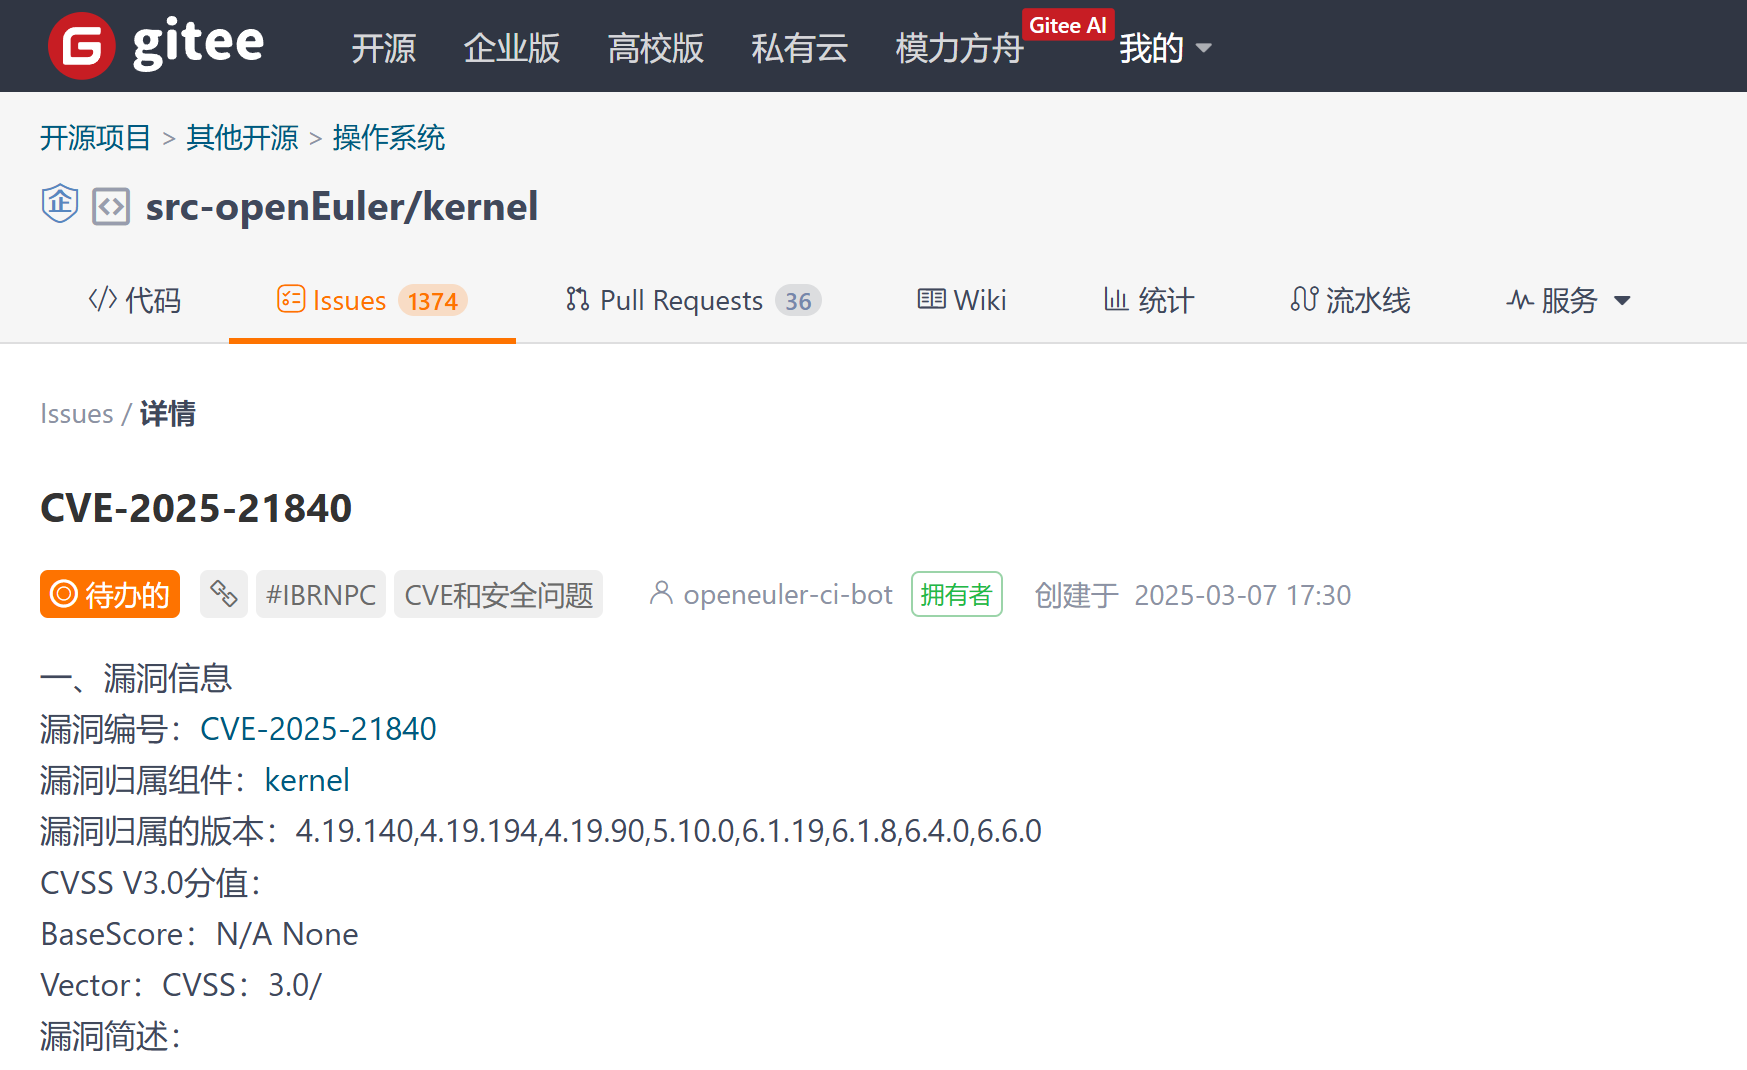 gitee 开源 企业版 高校版 私有云 模力方舟 Gitee AI 我的
开源项目 > 其他开源 > 操作系统
企 src-openEuler/kernel
代码 Issues 1374 Pull Requests 36 Wiki 统计 流水线 服务
Issues / 详情
CVE-2025-21840
待办的 #IBRNPC CVE和安全问题 openeuler-ci-bot 拥有者 创建于 2025-03-07 17:30
一、漏洞信息
漏洞编号：CVE-2025-21840
漏洞归属组件：kernel
漏洞归属的版本：4.19.140,4.19.194,4.19.90,5.10.0,6.1.19,6.1.8,6.4.0,6.6.0
CVSS V3.0分值：
BaseScore：N/A None
Vector：CVSS：3.0/
漏洞简述：